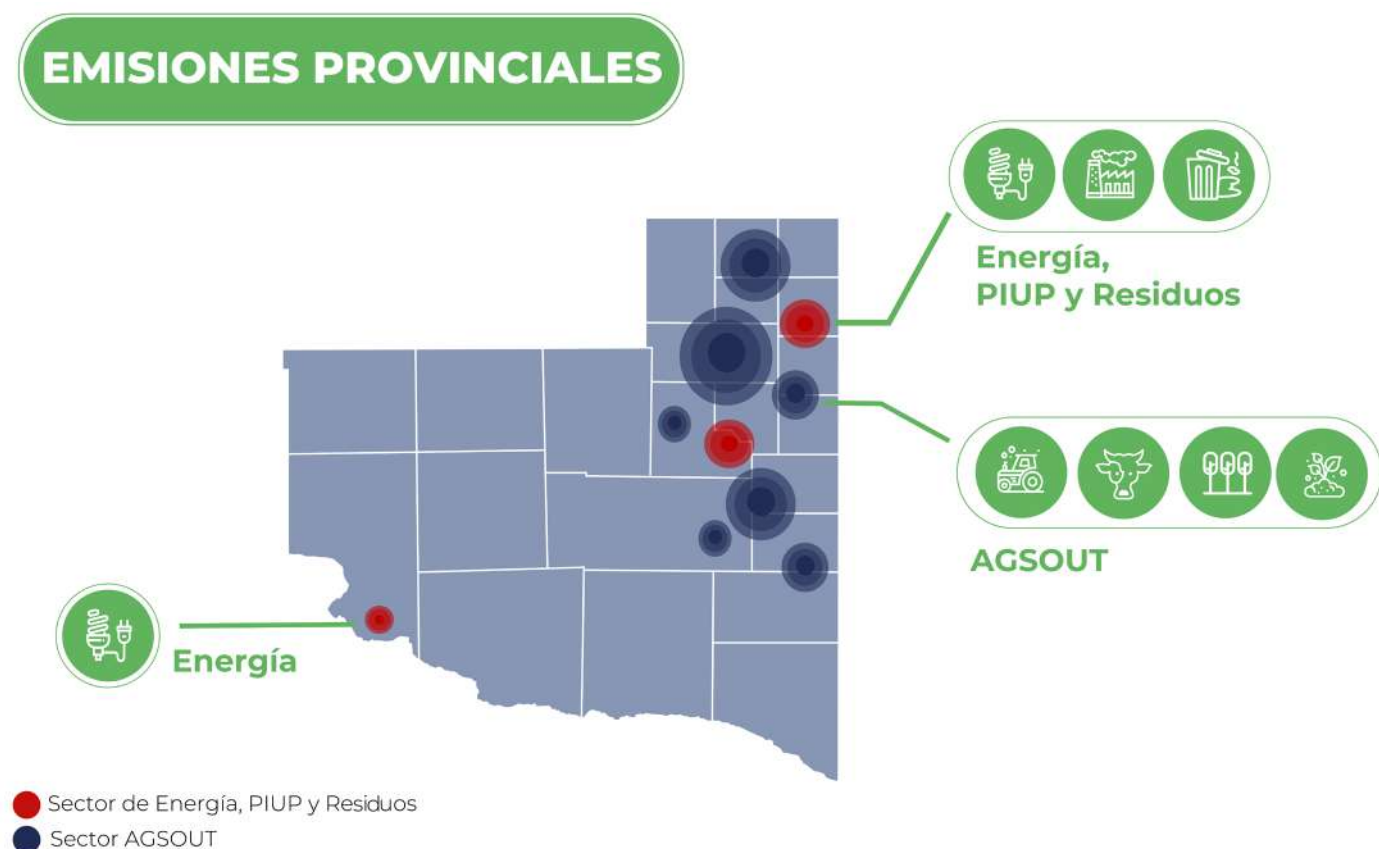 EMISIONES PROVINCIALES
Energía,
PIUP y Residuos
AGSOUT
Energía
Sector de Energía, PIUP y Residuos
Sector AGSOUT